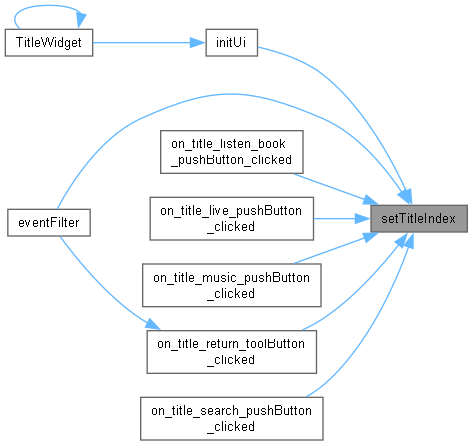 TitleWidget
initUi
on_title_listen_book
_pushButton_clicked
on_title_live_pushButton
_clicked
setTitleIndex
eventFilter
on_title_music_pushButton
_clicked
on_title_return_toolButton
_clicked
on_title_search_pushButton
_clicked